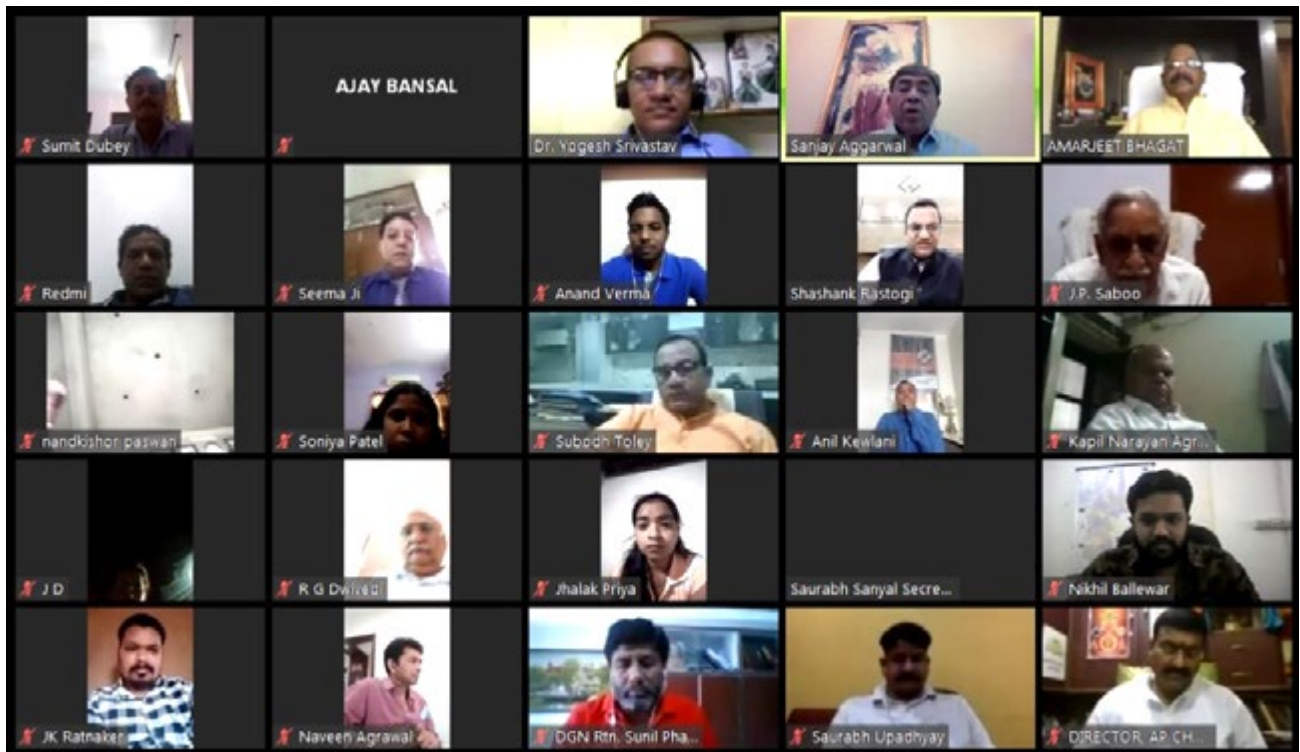 Sumit Dubey
AJAY BANSAL
Dr. Yogesh Srivastav
Sanjay Aggarwal
AMARJEET BHAGAT
Redmi
Seema Ji
Anand Verma
Shashank Rastogi
J.P. Saboo
nandkishor paswan
Soniya Patel
Subodh Toley
Anil Kewlani
Kapil Narayan Agr...
J D
R G Dwivedi
Jhalak Priya
Saurabh Sanyal Secre...
Nikhil Ballewar
JK Ratnaker
Naveen Agrawal
DGN Rtn. Sunil Pha...
Saurabh Upadhyay
DIRECTOR, AP CH...